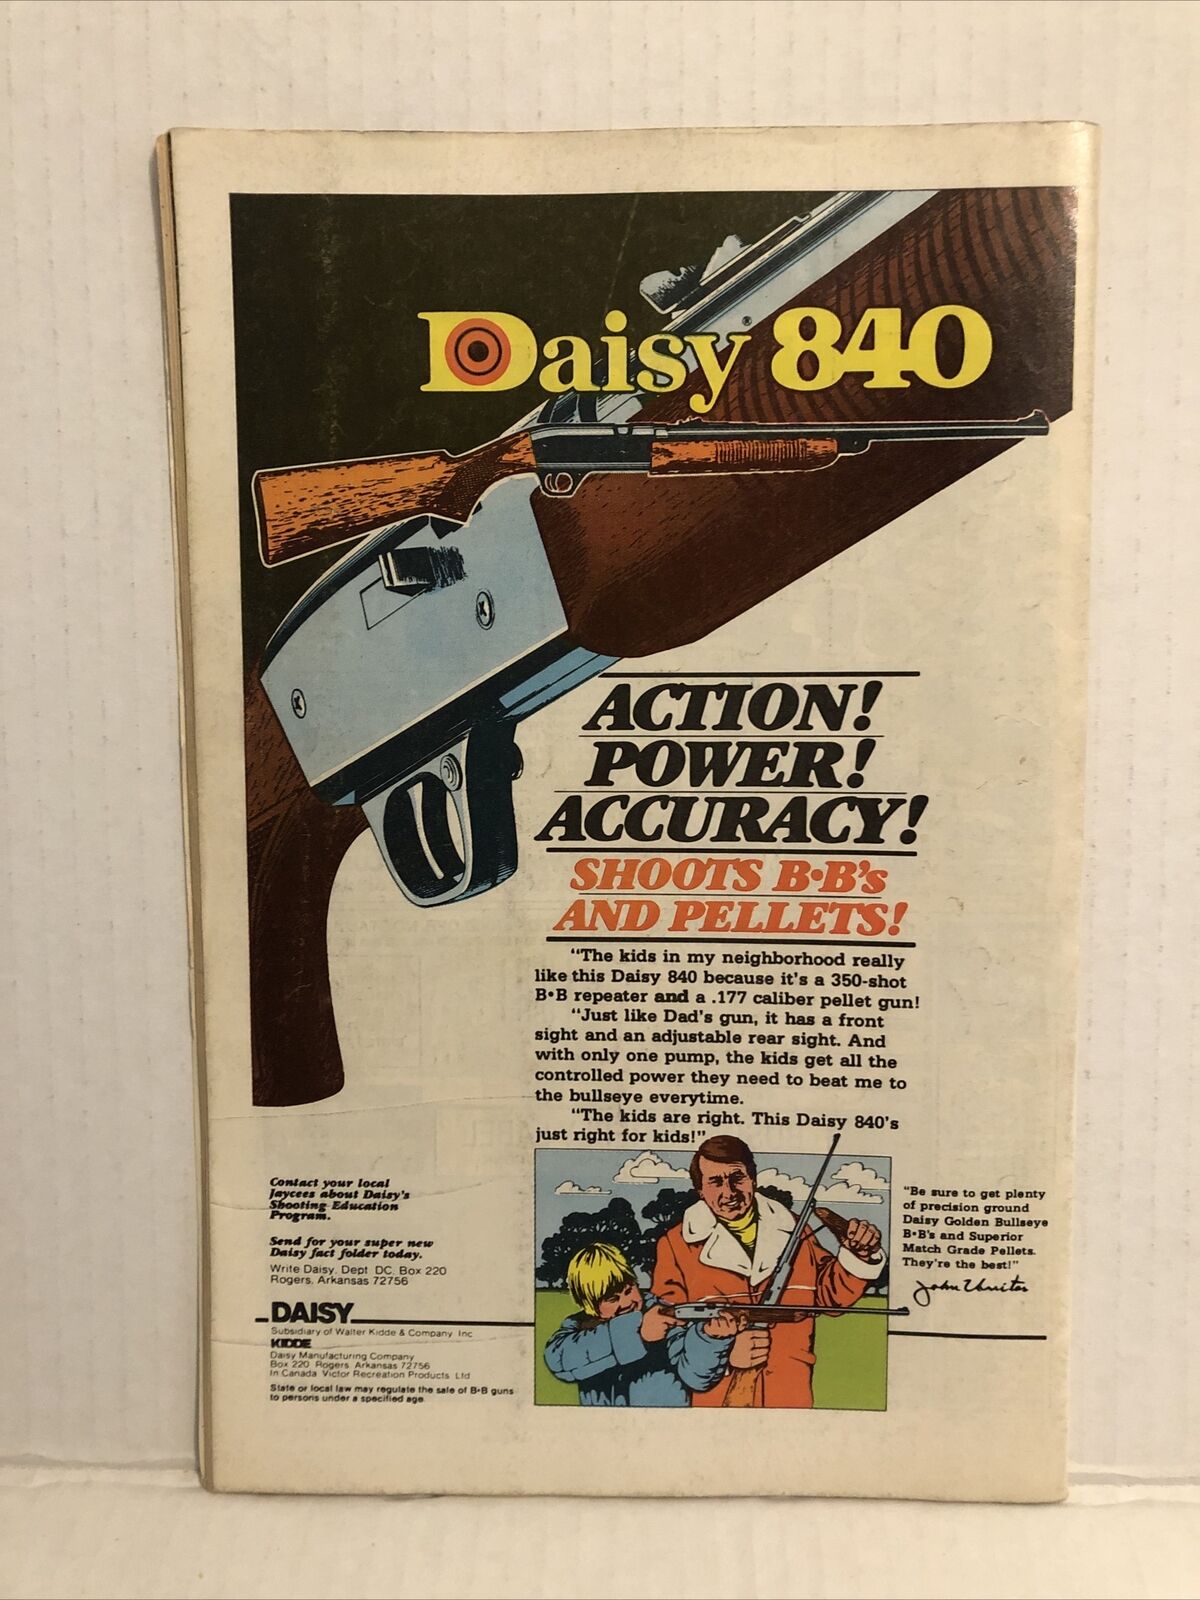 Daisy® 840
ACTION!
POWER!
ACCURACY!
SHOOTS B•B's
AND PELLETS!
"The kids in my neighborhood really
like this Daisy 840 because it's a 350-shot
B•B repeater and a .177 caliber pellet gun!
"Just like Dad's gun, it has a front
sight and an adjustable rear sight. And
with only one pump, the kids get all the
controlled power they need to beat me to
the bullseye everytime.
"The kids are right. This Daisy 840's
just right for kids!"
"Be sure to get plenty
of precision ground
Daisy Golden Bullseye
B•B's and Superior
Match Grade Pellets.
They're the best!"
John Unitas
Contact your local
Jaycees about Daisy's
Shooting Education
Program.
Send for your super new
Daisy fact folder today.
Write Daisy, Dept. DC, Box 220
Rogers, Arkansas 72756
DAISY
Subsidiary of Walter Kidde & Company Inc
KIDDE
Daisy Manufacturing Company
Box 220 Rogers Arkansas 72756
In Canada Victor Recreation Products Ltd
State or local law may regulate the sale of B•B guns
to persons under a specified age.